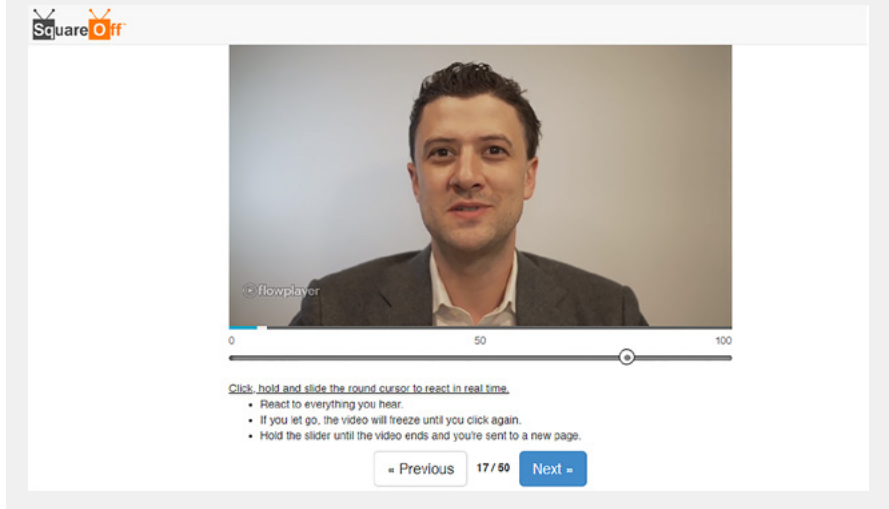 SquareOff
flowplayer
0 50 100
Click, hold and slide the round cursor to react in real time.
• React to everything you hear.
• If you let go, the video will freeze until you click again.
• Hold the slider until the video ends and you're sent to a new page.
« Previous 17 / 50 Next »